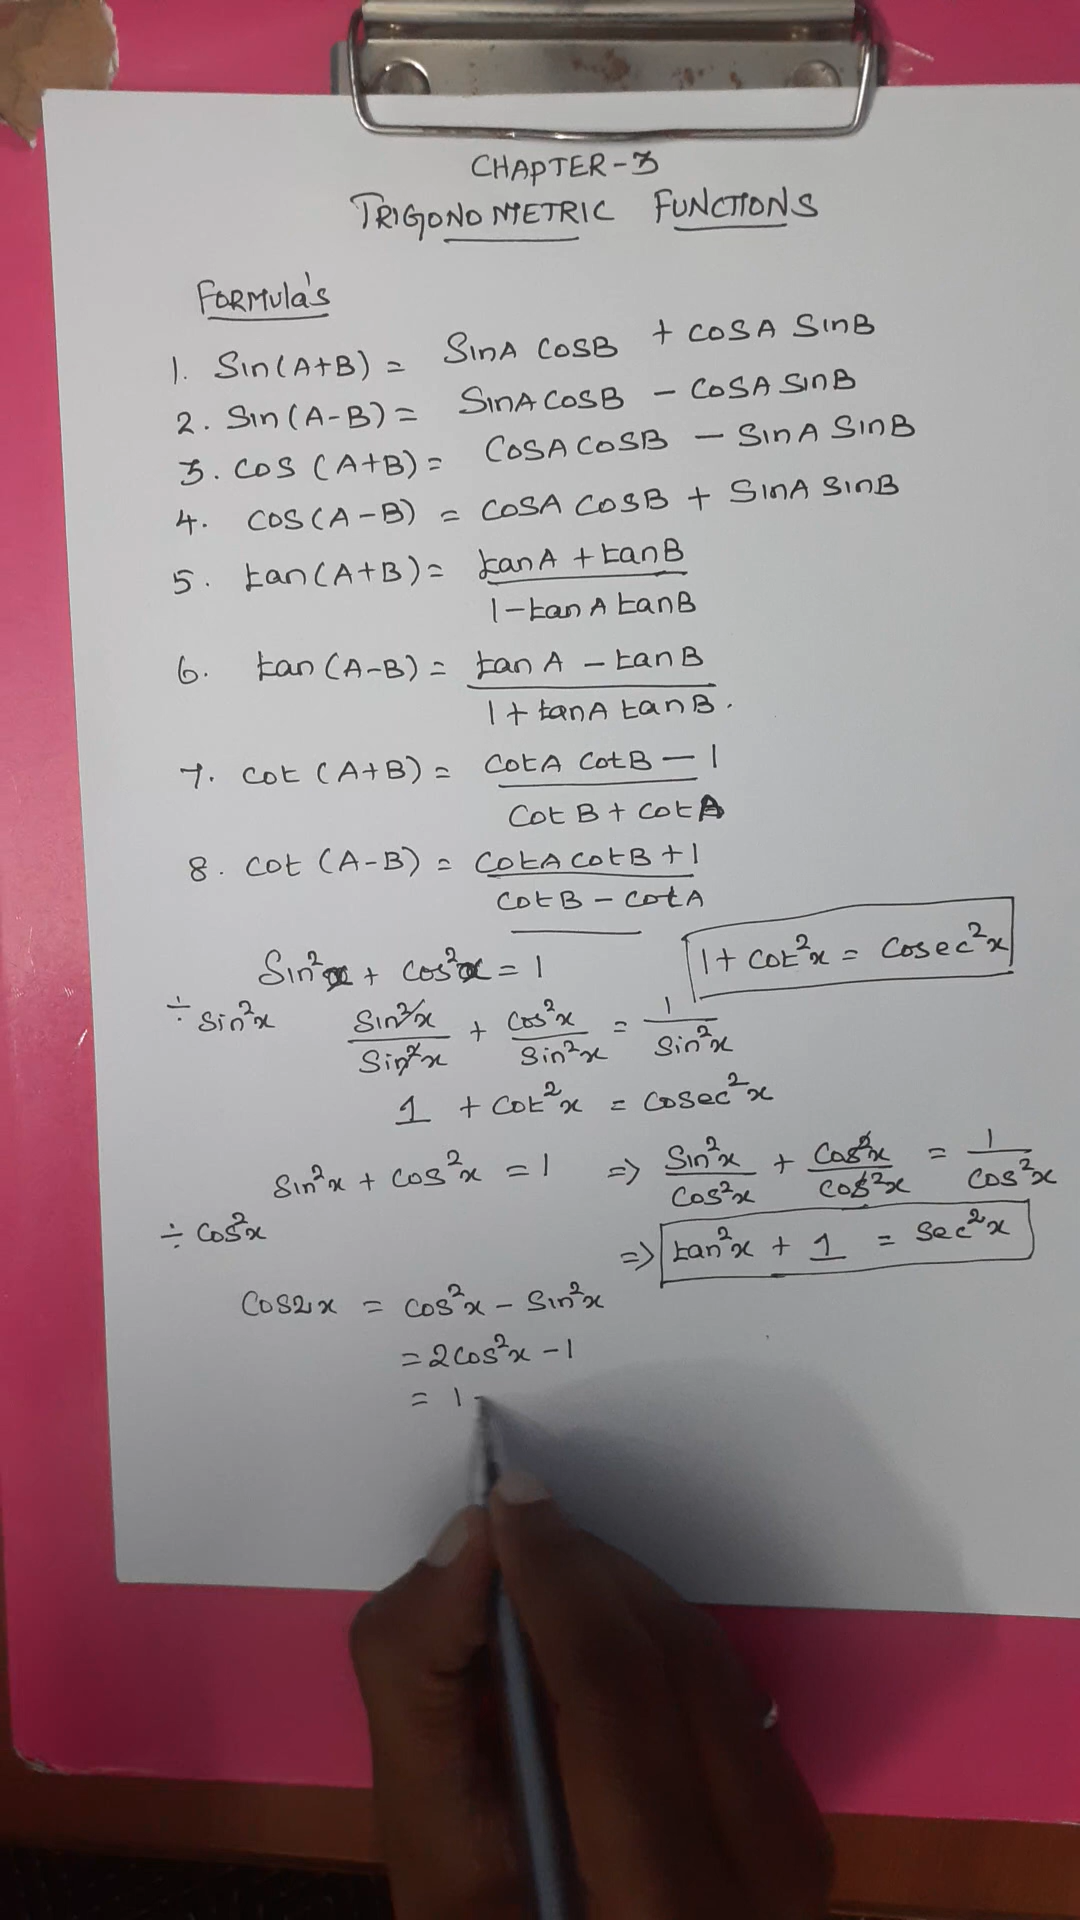 CHAPTER-3
TRIGONOMETRIC FUNCTIONS
FORMula's
1. Sin(A+B) = SinA COSB + COSA SinB
2. Sin(A-B) = SinA COSB - COSA SinB
3. COS (A+B) = COSA COSB - SinA SinB
4. COS(A-B) = COSA COSB + SinA SinB
5. tan(A+B) = tanA + tanB
1-tanA tanB
6. tan(A-B) = tanA - tanB
1 + tanA tanB.
7. cot (A+B) = cotA cotB - 1
cotB + cotA
8. cot (A-B) = cotA cotB + 1
cotB - cotA
Sin²x + cos²x = 1
1 + cot²x = cosec²x
÷ sin²x Sin²x/Sin²x + cos²x/Sin²x = 1/Sin²x
1 + cot²x = cosec²x
Sin²x + cos²x = 1 => Sin²x/cos²x + cos²x/cos²x = 1/cos²x
÷ cos²x => tan²x + 1 = sec²x
COS2x = cos²x - Sin²x
= 2cos²x - 1
= 1 -